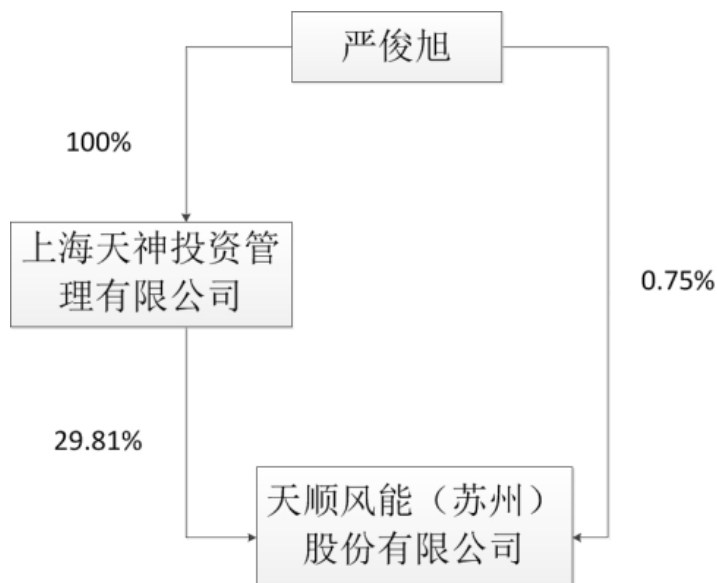 严俊旭
100%
上海天神投资管
理有限公司
0.75%
29.81%
天顺风能（苏州）
股份有限公司